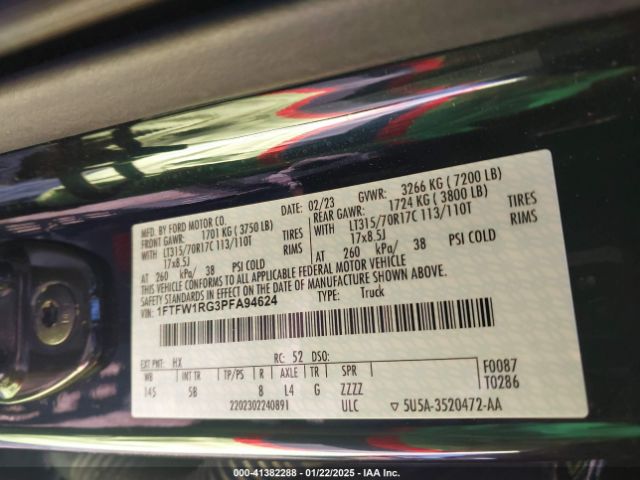 MFD. BY FORD MOTOR CO.
DATE: 02/23 GVWR: 3266 KG ( 7200 LB)
FRONT GAWR: 1701 KG ( 3750 LB) REAR GAWR: 1724 KG ( 3800 LB)
LT315/70R17C 113/110T TIRES LT315/70R17C 113/110T TIRES
17x8.5J RIMS 17x8.5J RIMS
AT 260 kPa/ 38 PSI COLD AT 260 kPa/ 38 PSI COLD
THIS VEHICLE CONFORMS TO ALL APPLICABLE FEDERAL MOTOR VEHICLE
SAFETY STANDARDS IN EFFECT ON THE DATE OF MANUFACTURE SHOWN ABOVE.
VIN: 1FTFW1RG3PFA94624 TYPE: Truck
EXT PNT: HX RC: 52 DSO:
WB INT TR TP/PS R AXLE TR SPR
145 5B 8 L4 G ZZZZ
F0087
T0286
2202302240891 ULC ▽ 5U5A-3520472-AA
000-41382288 - 01/22/2025 - IAA Inc.